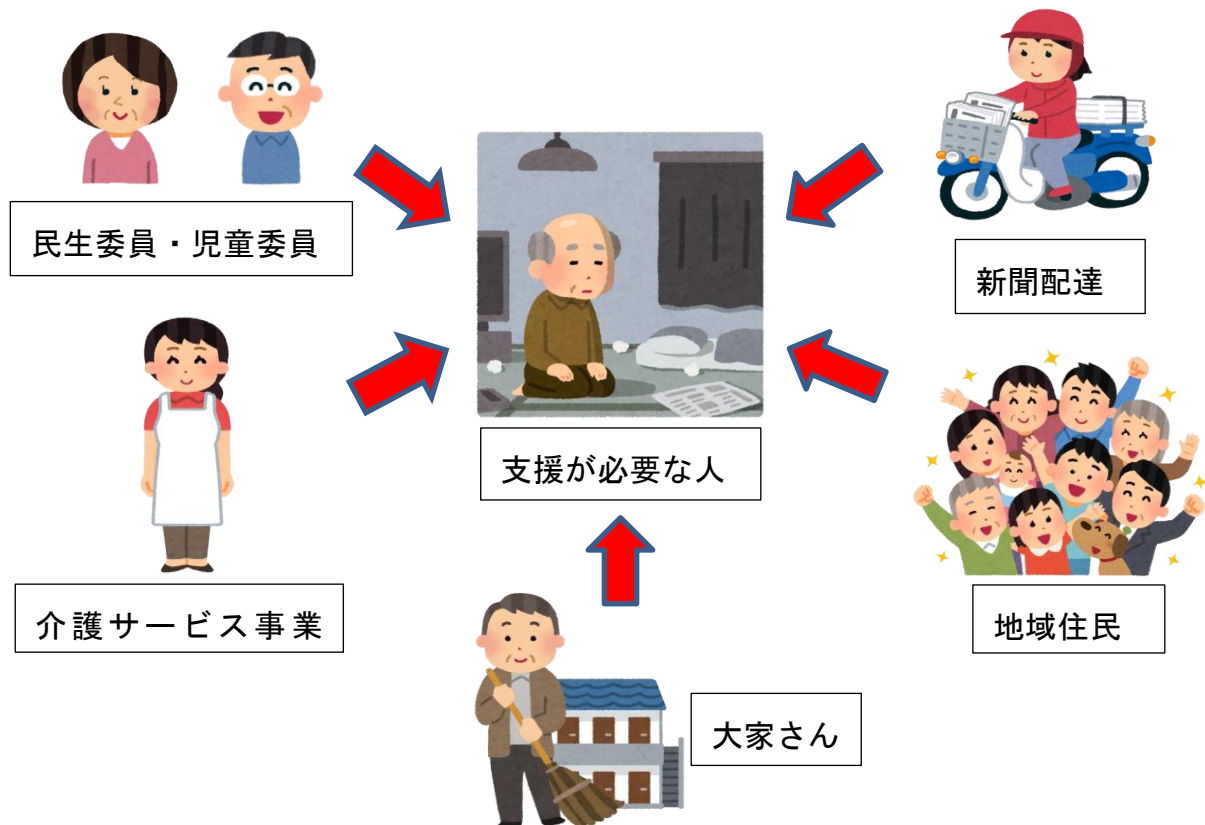 民生委員・児童委員
新聞配達
支援が必要な人
介護サービス事業
地域住民
大家さん